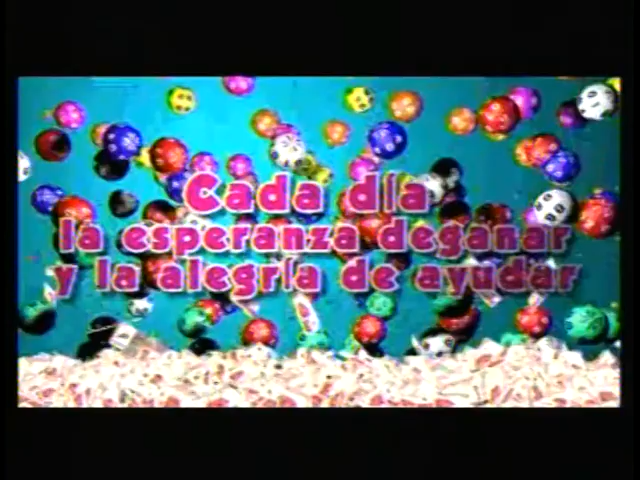 Cada día
la esperanza deganar
y la alegría de ayudar